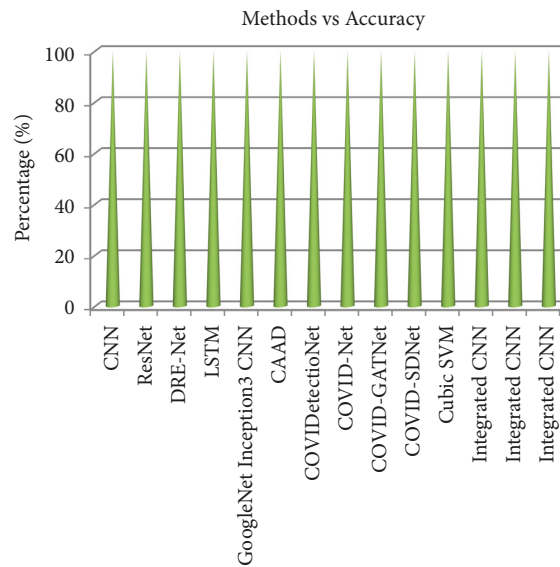 Methods vs Accuracy
Percentage (%)
100
80
60
40
20
0
CNN
ResNet
DRE-Net
LSTM
GoogleNet Inception3 CNN
CAAD
COVIDetectioNet
COVID-Net
COVID-GATNet
COVID-SDNet
Cubic SVM
Integrated CNN
Integrated CNN
Integrated CNN